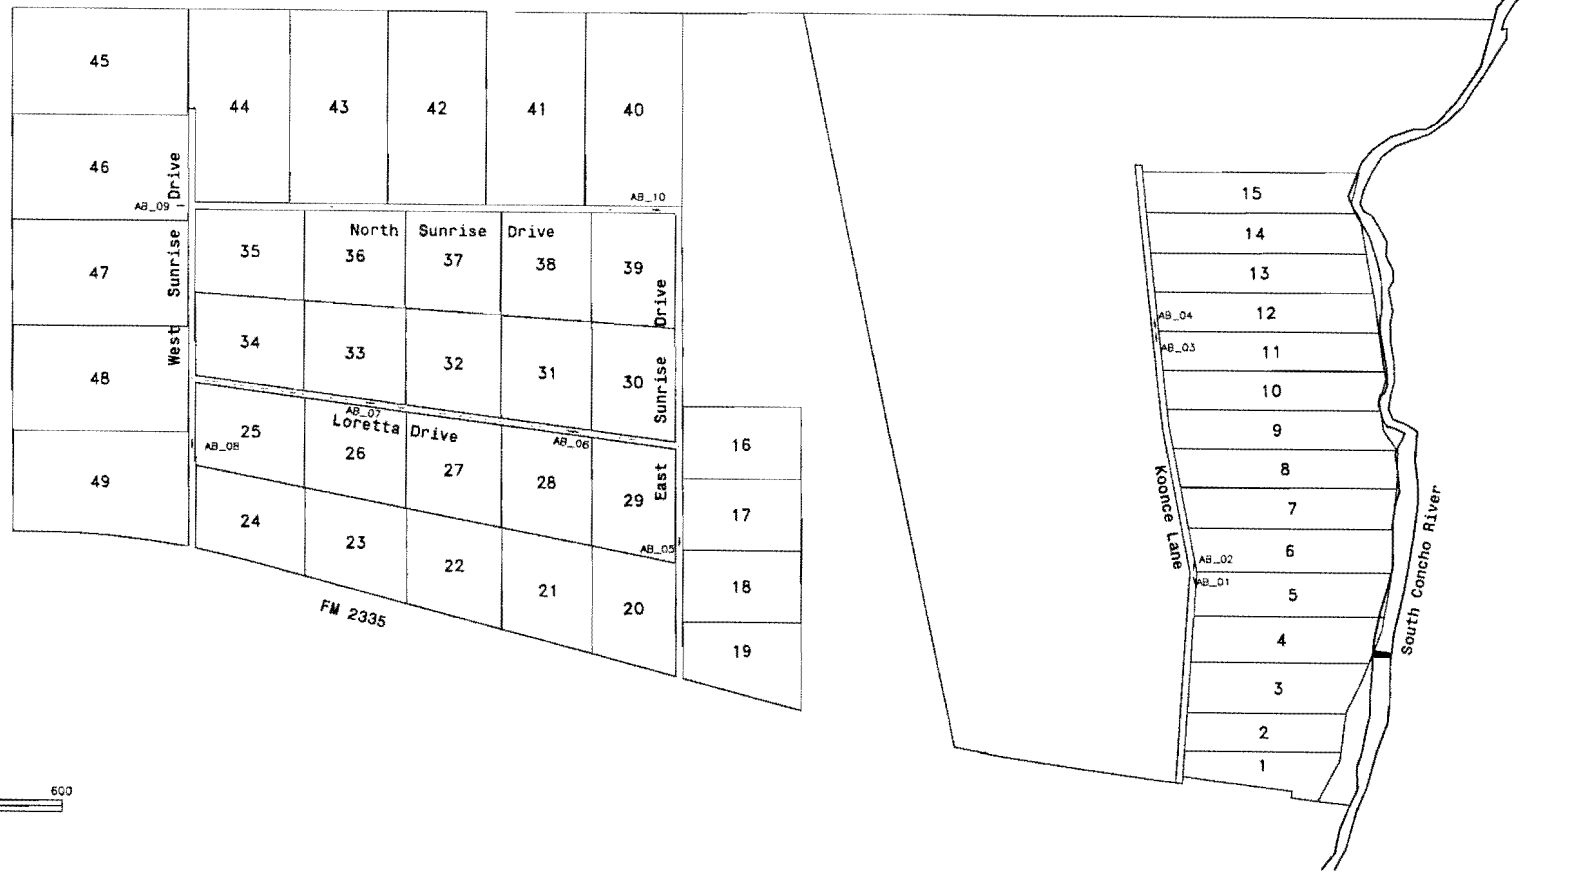 45
44
43
42
41
40
46
West Sunrise Drive
AB_09
AB_10
15
14
13
12
11
10
9
8
7
6
5
4
3
2
1
AB_04
AB_03
AB_02
AB_01
Koonce Lane
South Concho River
North Sunrise Drive
35
36
37
38
39
47
34
33
32
31
30
East Sunrise Drive
48
AB_07
Loretta Drive
AB_06
AB_08
25
26
27
28
29
AB_05
49
24
23
22
21
20
16
17
18
19
FM 2335
600